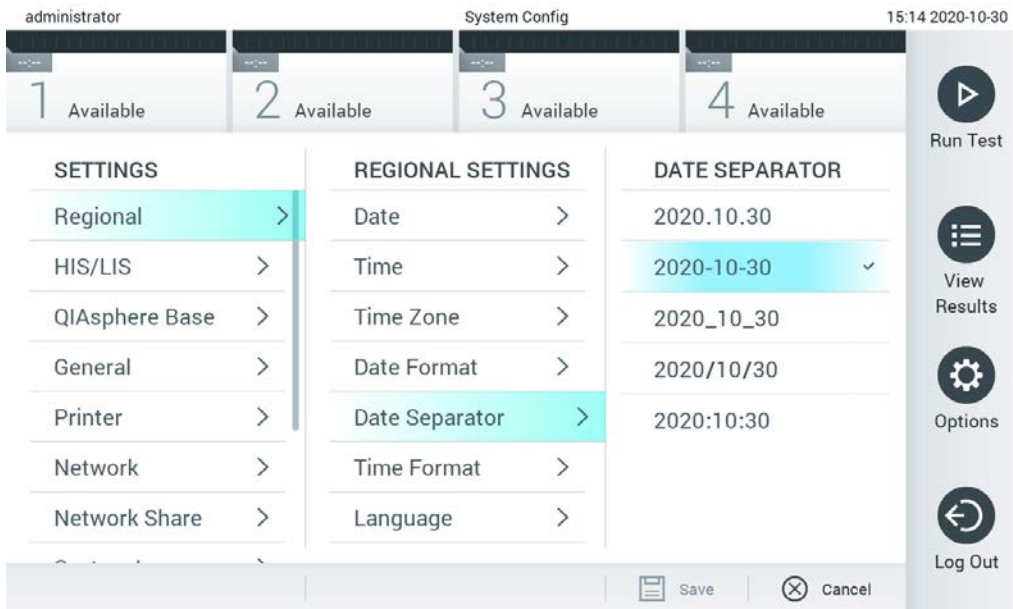 administrator
System Config
15:14 2020-10-30
--:--
--:--
--:--
--:--
1 Available
2 Available
3 Available
4 Available
Run Test
View
Results
Options
Log Out
SETTINGS
Regional
HIS/LIS
QIAsphere Base
General
Printer
Network
Network Share
REGIONAL SETTINGS
Date
Time
Time Zone
Date Format
Date Separator
Time Format
Language
DATE SEPARATOR
2020.10.30
2020-10-30
2020_10_30
2020/10/30
2020:10:30
Save
Cancel